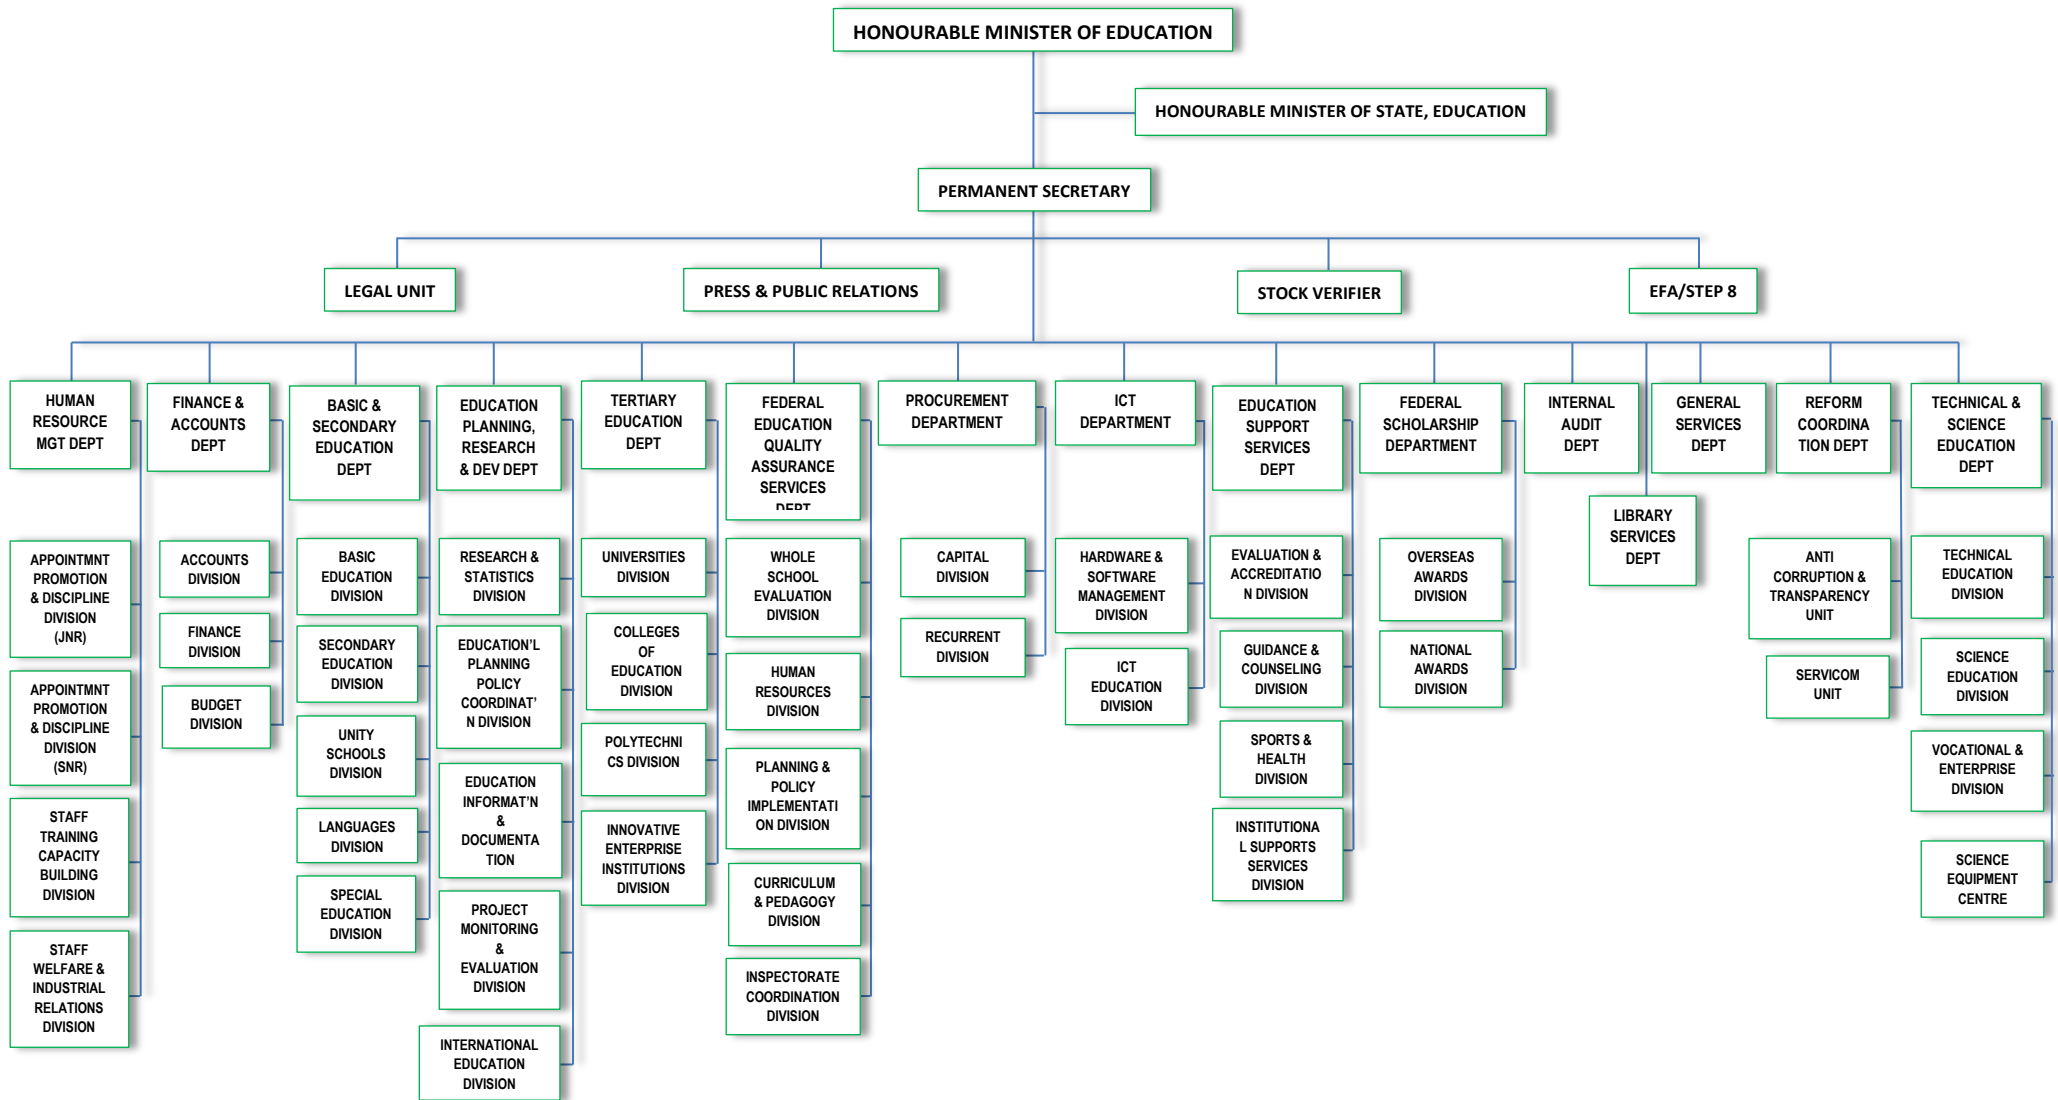 HONOURABLE MINISTER OF EDUCATION
HONOURABLE MINISTER OF STATE, EDUCATION
PERMANENT SECRETARY
LEGAL UNIT
PRESS & PUBLIC RELATIONS
STOCK VERIFIER
EFA/STEP 8
HUMAN
RESOURCE
MGT DEPT
FINANCE &
ACCOUNTS
DEPT
BASIC &
SECONDARY
EDUCATION
DEPT
EDUCATION
PLANNING,
RESEARCH
& DEV DEPT
TERTIARY
EDUCATION
DEPT
FEDERAL
EDUCATION
QUALITY
ASSURANCE
SERVICES
DEPT
PROCUREMENT
DEPARTMENT
ICT
DEPARTMENT
EDUCATION
SUPPORT
SERVICES
DEPT
FEDERAL
SCHOLARSHIP
DEPARTMENT
INTERNAL
AUDIT
DEPT
GENERAL
SERVICES
DEPT
REFORM
COORDINA
TION DEPT
TECHNICAL &
SCIENCE
EDUCATION
DEPT
LIBRARY
SERVICES
DEPT
APPOINTMNT
PROMOTION
& DISCIPLINE
DIVISION
(JNR)
APPOINTMNT
PROMOTION
& DISCIPLINE
DIVISION
(SNR)
STAFF
TRAINING
CAPACITY
BUILDING
DIVISION
STAFF
WELFARE &
INDUSTRIAL
RELATIONS
DIVISION
ACCOUNTS
DIVISION
FINANCE
DIVISION
BUDGET
DIVISION
BASIC
EDUCATION
DIVISION
SECONDARY
EDUCATION
DIVISION
UNITY
SCHOOLS
DIVISION
LANGUAGES
DIVISION
SPECIAL
EDUCATION
DIVISION
RESEARCH &
STATISTICS
DIVISION
EDUCATION’L
PLANNING
POLICY
COORDINAT’
N DIVISION
EDUCATION
INFORMAT’N
&
DOCUMENTA
TION
PROJECT
MONITORING
&
EVALUATION
DIVISION
INTERNATIONAL
EDUCATION
DIVISION
UNIVERSITIES
DIVISION
COLLEGES
OF
EDUCATION
DIVISION
POLYTECHNI
CS DIVISION
INNOVATIVE
ENTERPRISE
INSTITUTIONS
DIVISION
WHOLE
SCHOOL
EVALUATION
DIVISION
HUMAN
RESOURCES
DIVISION
PLANNING &
POLICY
IMPLEMENTATI
ON DIVISION
CURRICULUM
& PEDAGOGY
DIVISION
INSPECTORATE
COORDINATION
DIVISION
CAPITAL
DIVISION
RECURRENT
DIVISION
HARDWARE &
SOFTWARE
MANAGEMENT
DIVISION
ICT
EDUCATION
DIVISION
EVALUATION &
ACCREDITATIO
N DIVISION
GUIDANCE &
COUNSELING
DIVISION
SPORTS &
HEALTH
DIVISION
INSTITUTIONA
L SUPPORTS
SERVICES
DIVISION
OVERSEAS
AWARDS
DIVISION
NATIONAL
AWARDS
DIVISION
ANTI
CORRUPTION &
TRANSPARENCY
UNIT
SERVICOM
UNIT
TECHNICAL
EDUCATION
DIVISION
SCIENCE
EDUCATION
DIVISION
VOCATIONAL &
ENTERPRISE
DIVISION
SCIENCE
EQUIPMENT
CENTRE